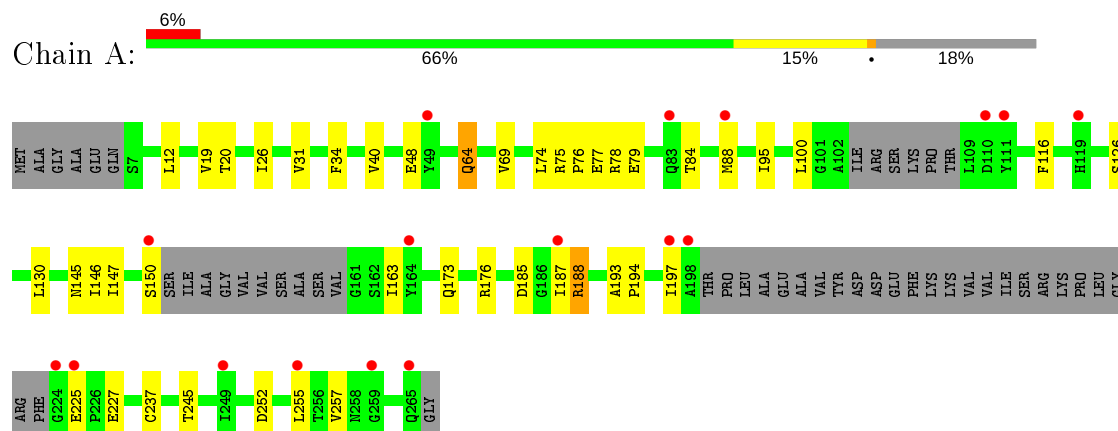 6%
Chain A:
66% 15% • 18%
MET ALA GLY ALA GLU GLN S7 L12 V19 T20 I26 V31 F34 V40 E48 Y49 Q64 V69 L74 R75 P76 E77 R78 E79 Q83 T84 M88 I95 L100 G101 A102 ILE ARG SER LYS PRO THR L109 D110 Y111 F116 H119 S126
L130 N145 I146 I147 S150 SER ILE ALA GLY VAL VAL SER ALA SER VAL G161 S162 I163 Y164 Q173 R176 D185 G186 I187 R188 A193 P194 I197 A198 THR PRO LEU ALA GLU ALA VAL TYR ASP ASP GLU PHE LYS LYS VAL VAL ILE SER ARG LYS PRO LEU GLY
ARG PHE G224 E225 P226 E227 C237 T245 I249 D252 L255 T256 V257 N258 G259 Q265 GLY